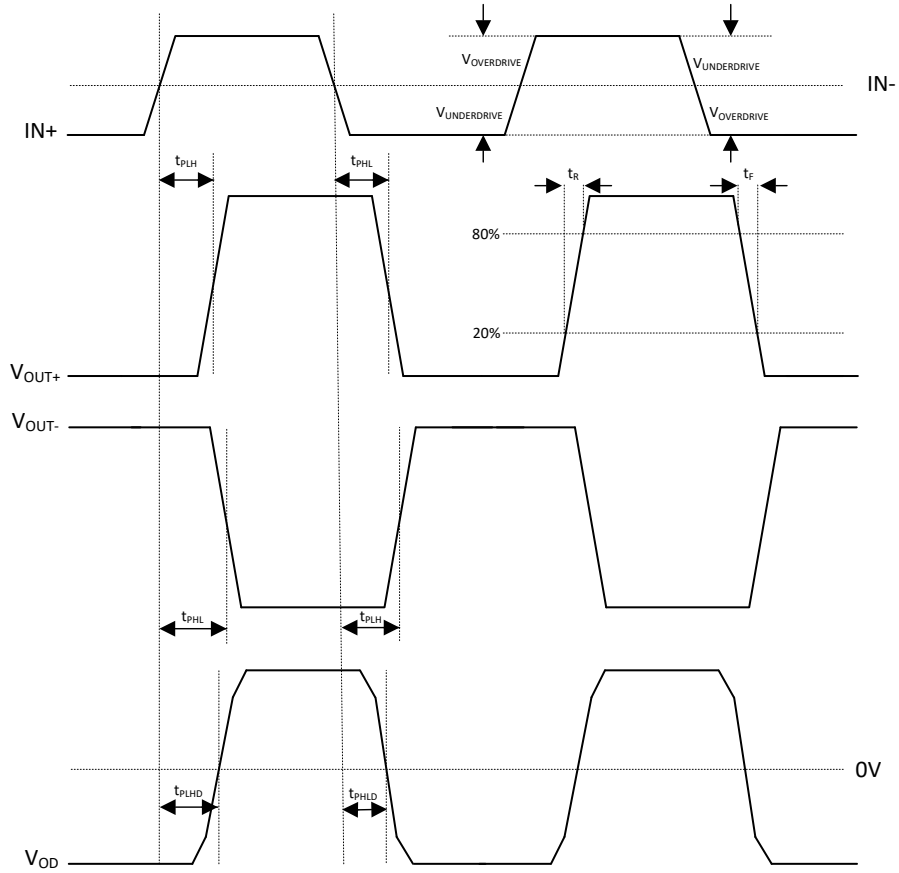 VOVERDRIVE
VUNDERDRIVE
IN-
VUNDERDRIVE
VOVERDRIVE
IN+
tPLH
tPHL
tR
tF
80%
20%
VOUT+
VOUT-
tPHL
tPLH
0V
tPLHD
tPHLD
VOD